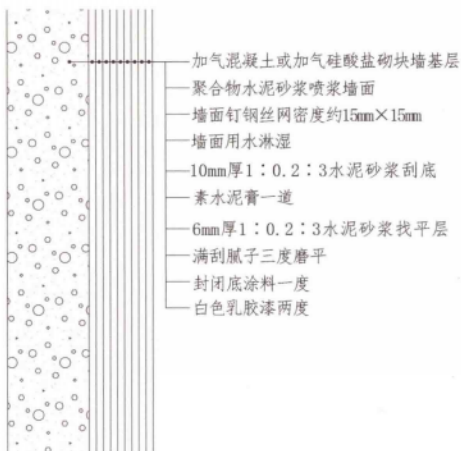 加气混凝土或加气硅酸盐砌块墙基层
聚合物水泥砂浆喷浆墙面
墙面钉钢丝网密度约15mm×15mm
墙面用水淋湿
10mm厚1：0.2：3水泥砂浆刮底
素水泥膏一道
6mm厚1：0.2：3水泥砂浆找平层
满刮腻子三度磨平
封闭底涂料一度
白色乳胶漆两度